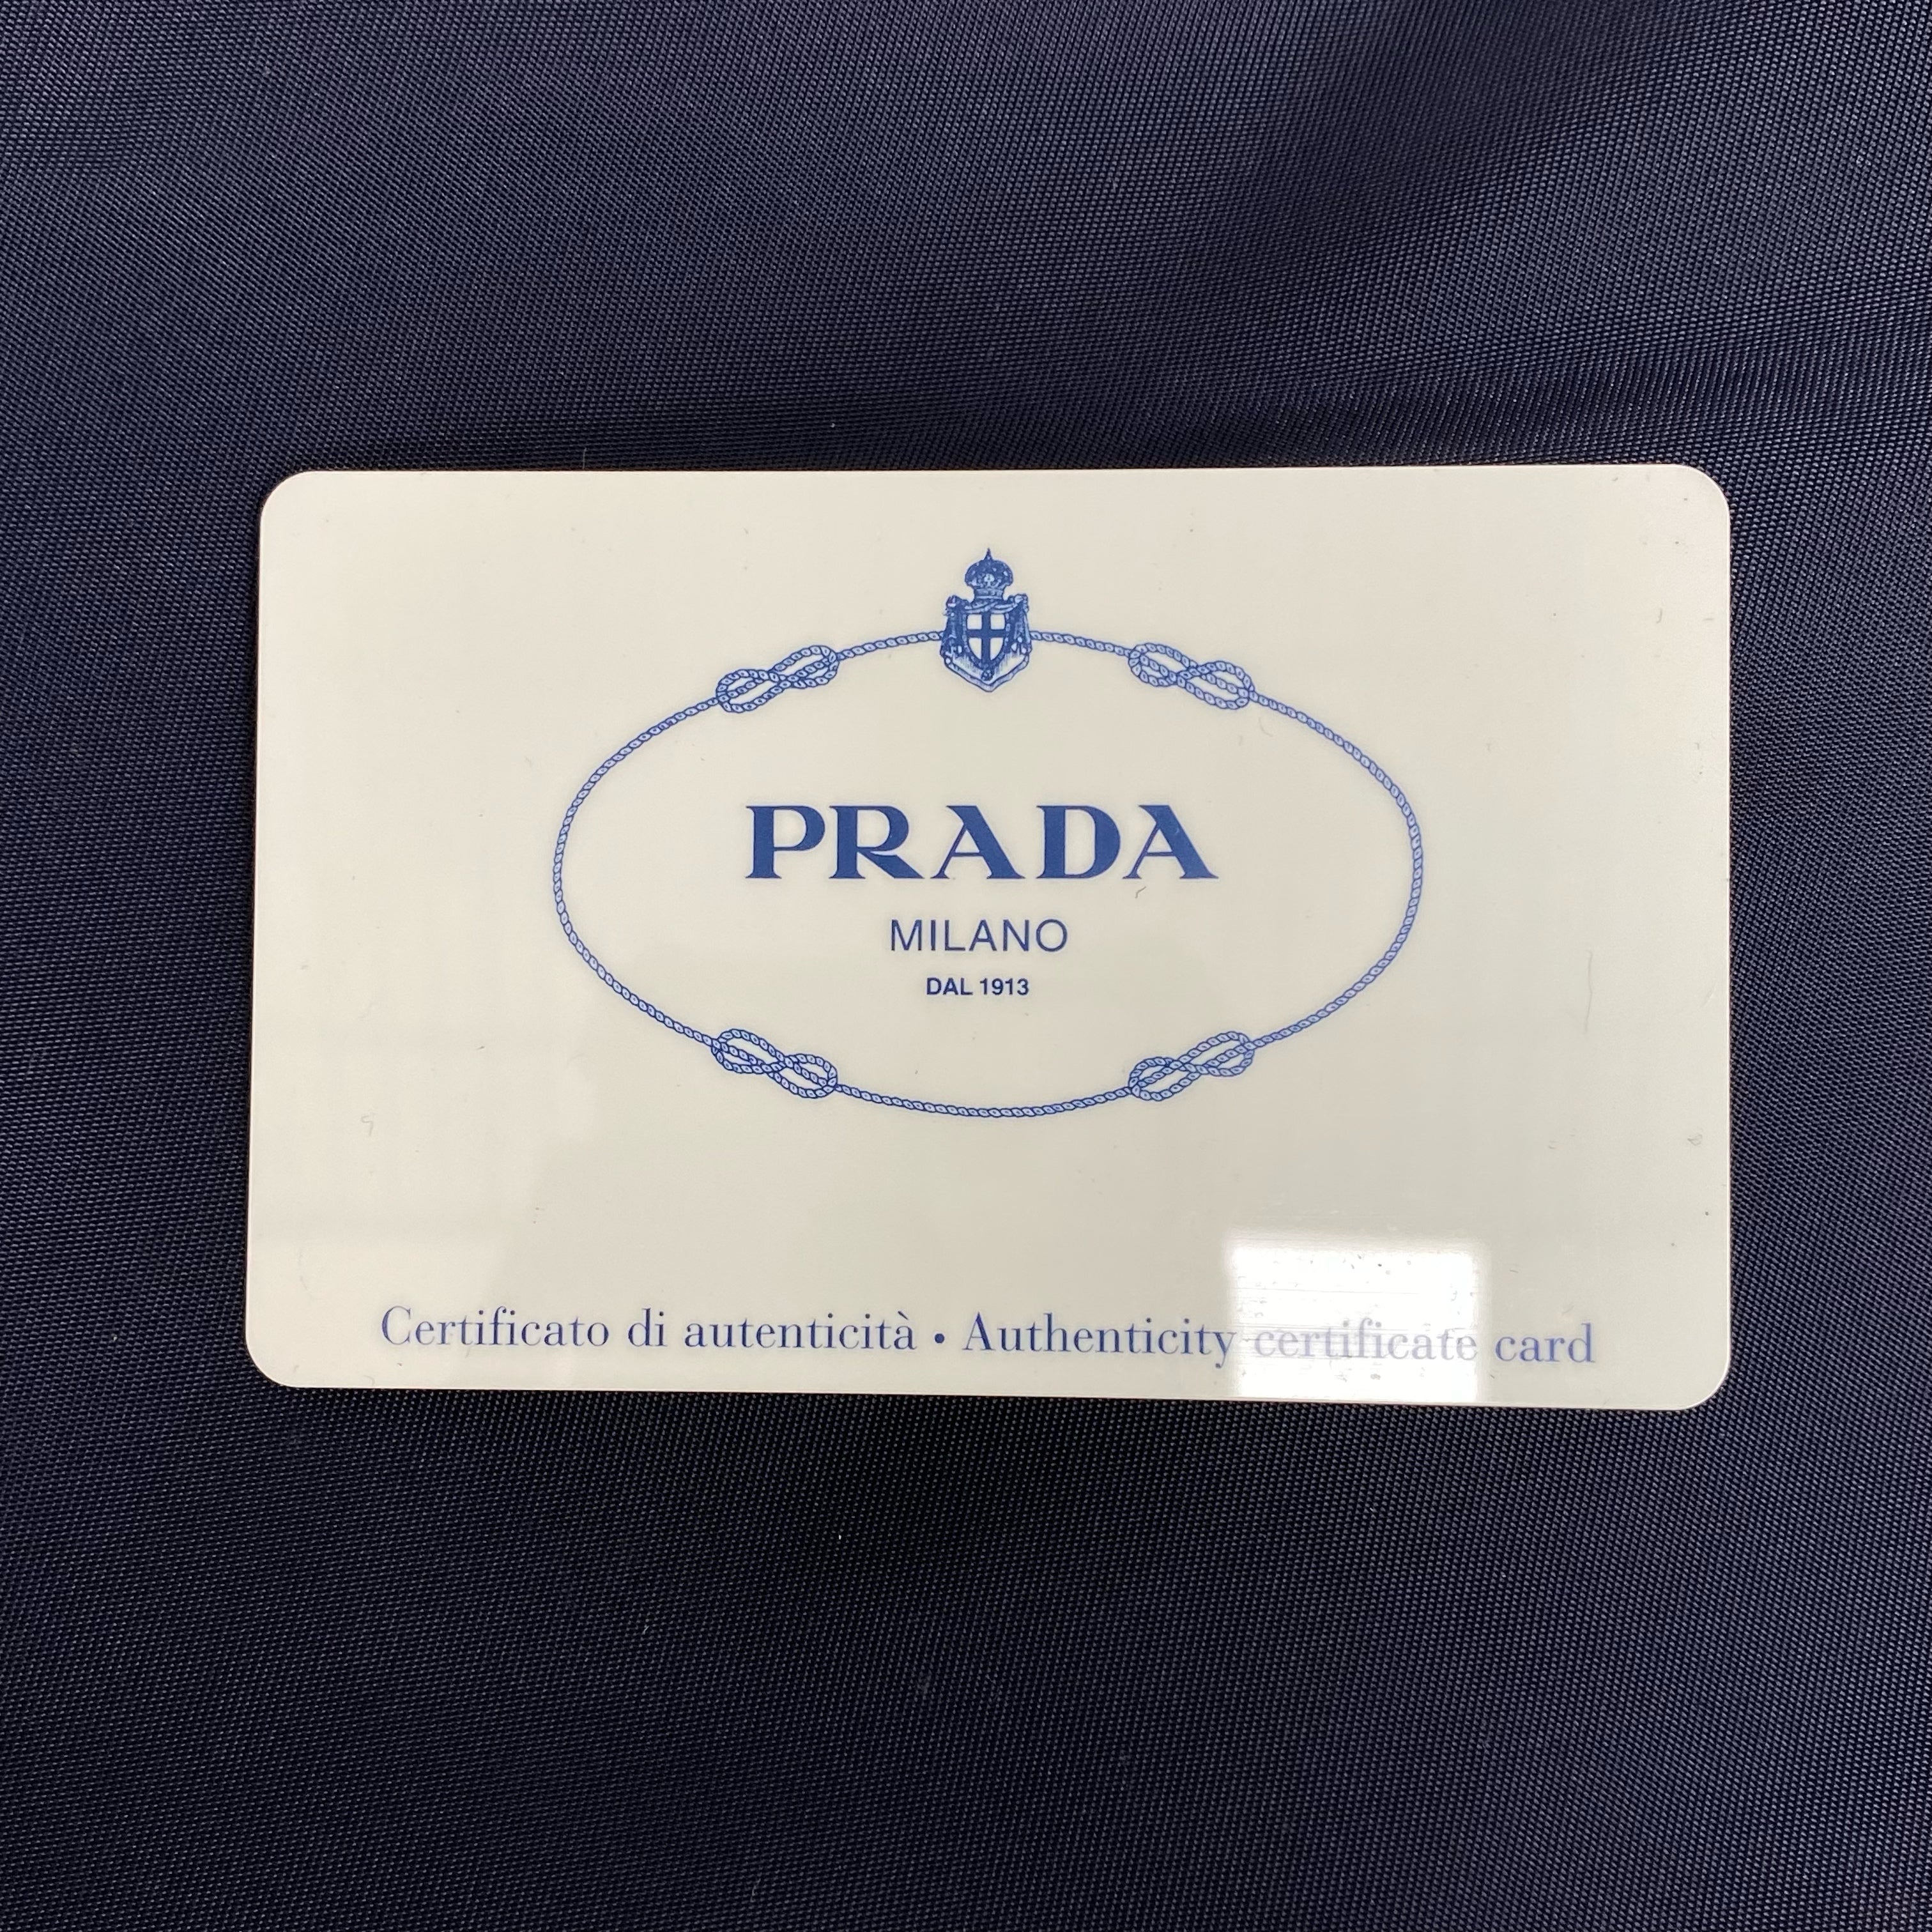 PRADA
MILANO
DAL 1913
Certificato di autenticità • Authenticity certificate card